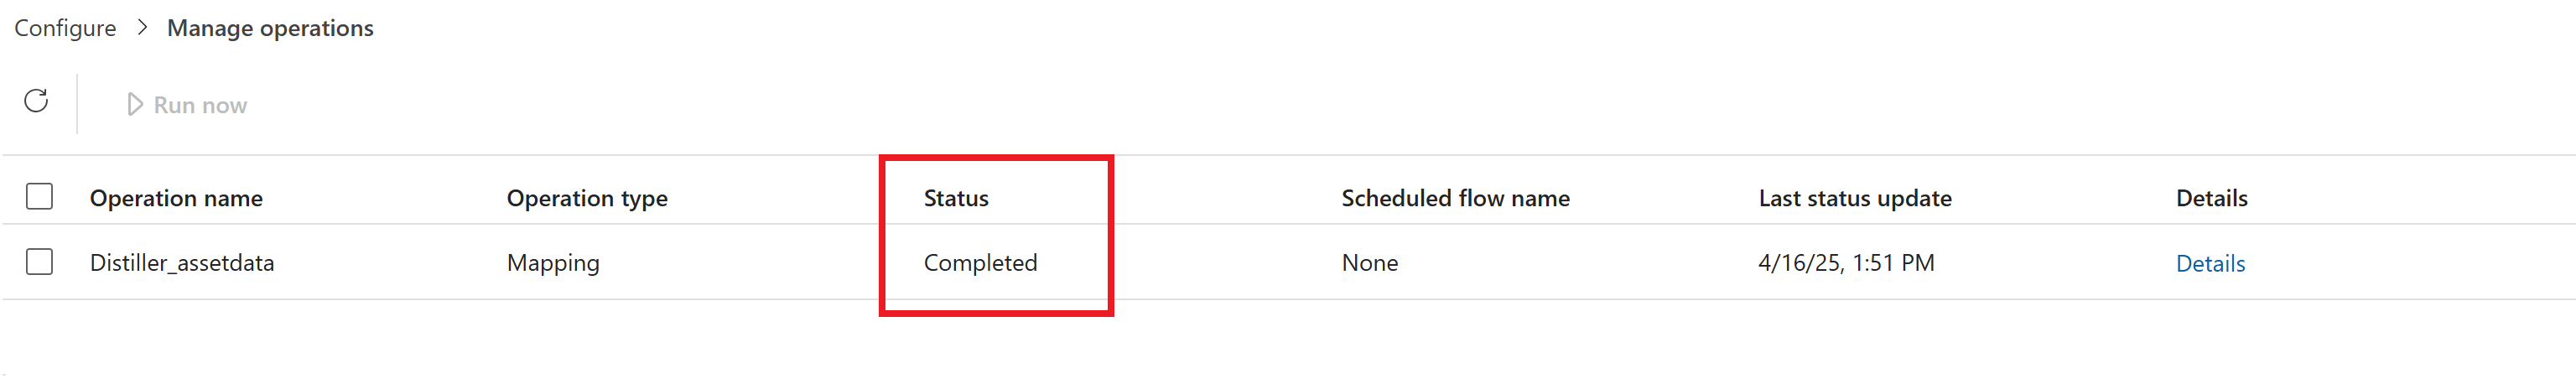 Configure > Manage operations
Run now
Operation name Operation type Status Scheduled flow name Last status update Details
Distiller_assetdata Mapping Completed None 4/16/25, 1:51 PM Details